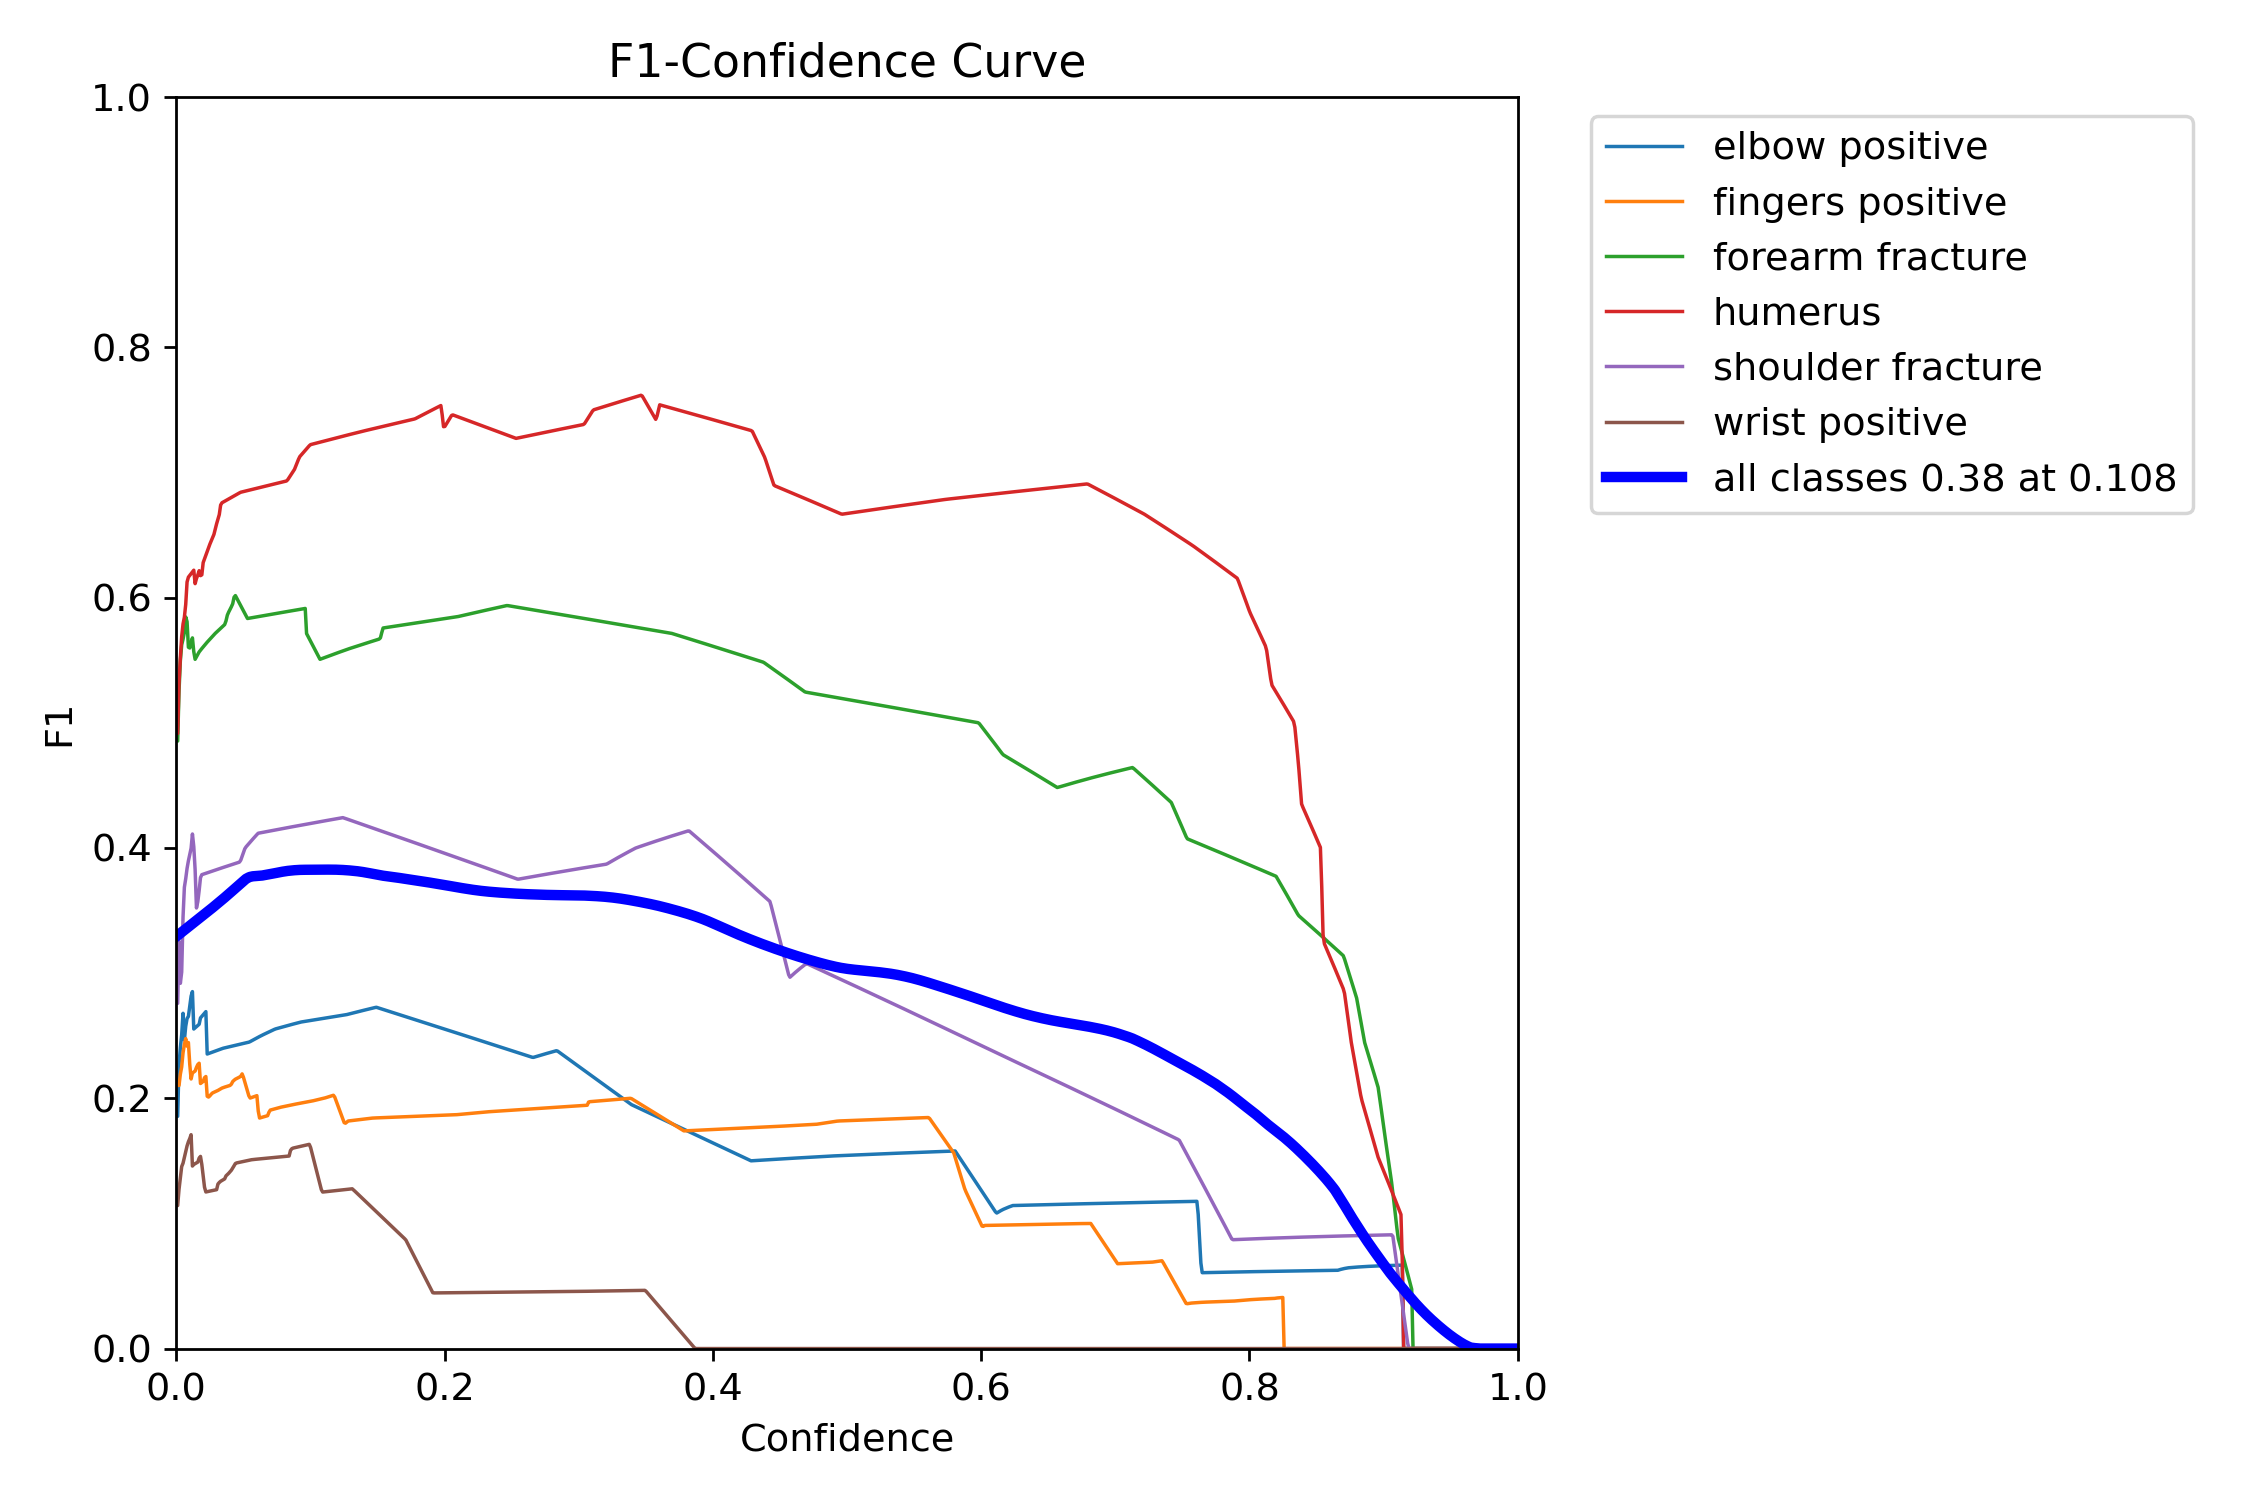 F1-Confidence Curve
1.0
0.8
0.6
0.4
0.2
0.0
F1
0.0 0.2 0.4 0.6 0.8 1.0
Confidence
elbow positive
fingers positive
forearm fracture
humerus
shoulder fracture
wrist positive
all classes 0.38 at 0.108